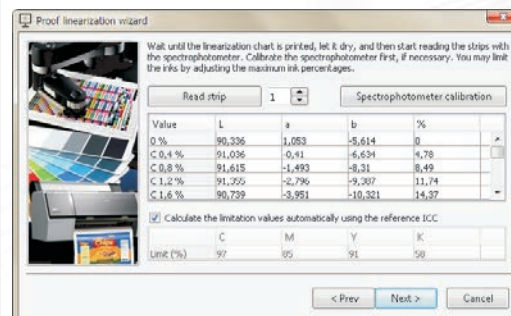 Proof linearization wizard
Wait until the linearization chart is printed, let it dry, and then start reading the strips with
the spectrophotometer. Calibrate the spectrophotometer first, if necessary. You may limit
the inks by adjusting the maximum ink percentages.
Read strip 1 Spectrophotometer calibration
Value L a b %
0 % 90,336 1,053 -5,614 0
C 0,4 % 91,036 -0,41 -6,634 4,78
C 0,8 % 91,615 -1,493 -8,31 8,49
C 1,2 % 91,355 -2,796 -9,387 11,74
C 1,6 % 90,739 -3,951 -10,321 14,37
Calculate the limitation values automatically using the reference ICC
C M Y K
Limit (%) 97 85 91 58
< Prev Next > Cancel